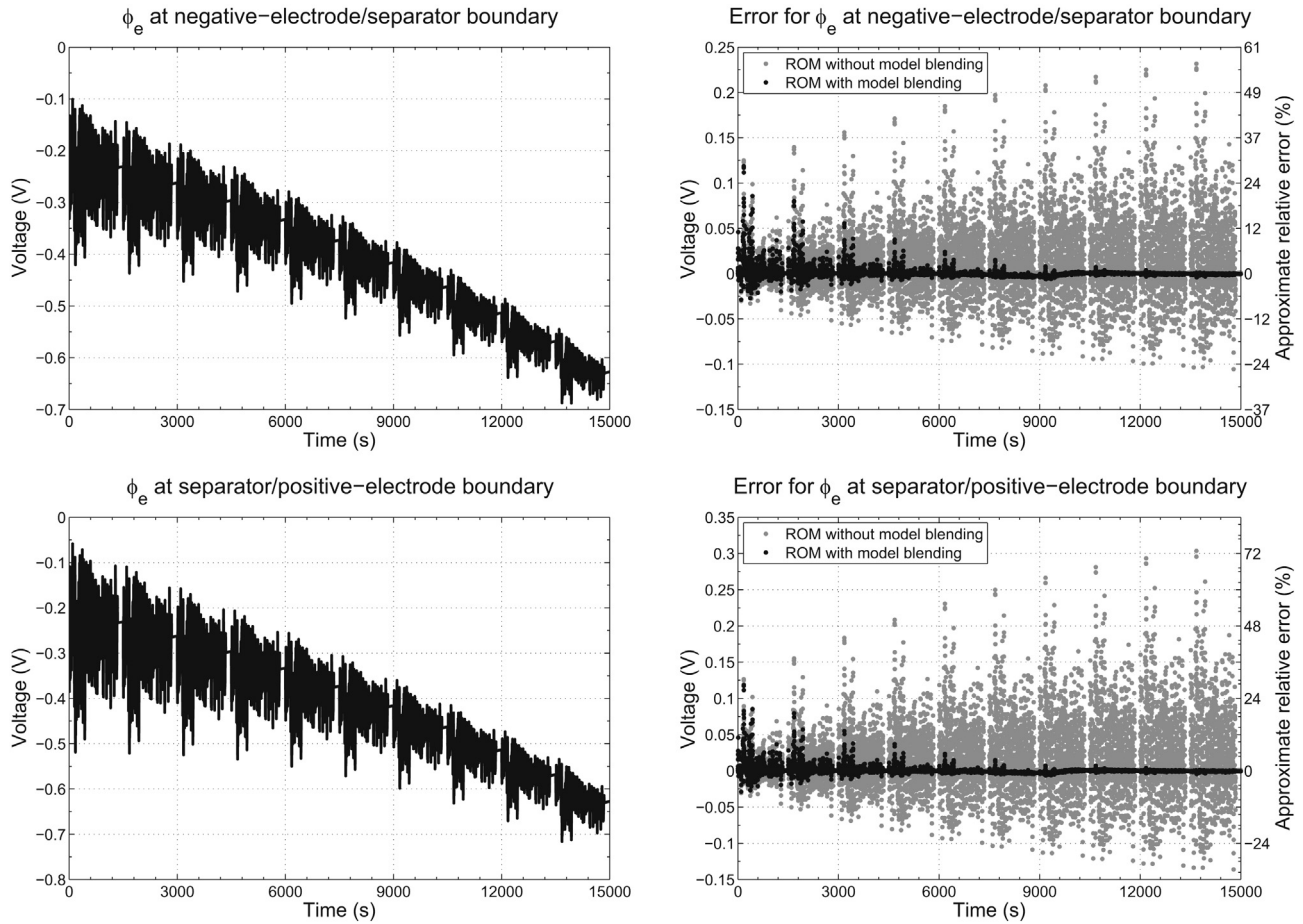 ϕe at negative−electrode/separator boundary
0
−0.1
−0.2
−0.3
−0.4
−0.5
−0.6
−0.7
Voltage (V)
0 3000 6000 9000 12000 15000
Time (s)
Error for ϕe at negative−electrode/separator boundary
ROM without model blending
ROM with model blending
0.25
0.2
0.15
0.1
0.05
0
−0.05
−0.1
−0.15
Voltage (V)
61
49
37
24
12
0
−12
−24
−37
Approximate relative error (%)
0 3000 6000 9000 12000 15000
Time (s)
ϕe at separator/positive−electrode boundary
0
−0.1
−0.2
−0.3
−0.4
−0.5
−0.6
−0.7
−0.8
Voltage (V)
0 3000 6000 9000 12000 15000
Time (s)
Error for ϕe at separator/positive−electrode boundary
ROM without model blending
ROM with model blending
0.35
0.3
0.25
0.2
0.15
0.1
0.05
0
−0.05
−0.1
0.15
Voltage (V)
72
48
24
0
−24
Approximate relative error (%)
0 3000 6000 9000 12000 15000
Time (s)